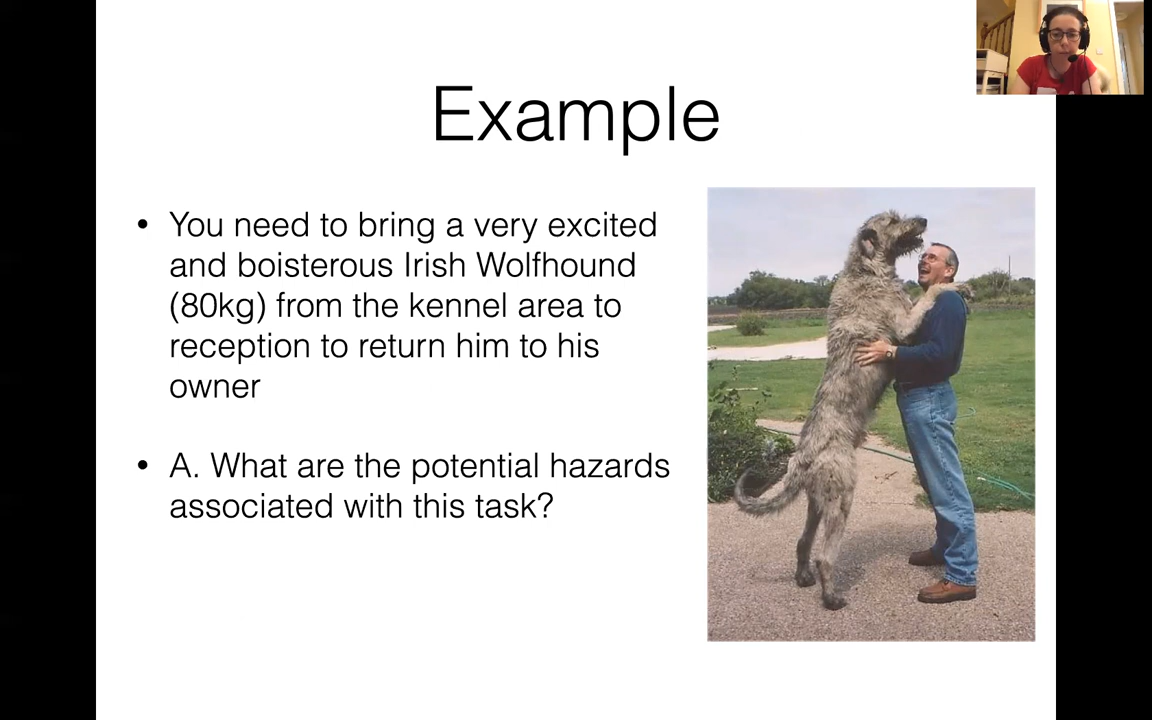 Example
• You need to bring a very excited
and boisterous Irish Wolfhound
(80kg) from the kennel area to
reception to return him to his
owner
• A. What are the potential hazards
associated with this task?